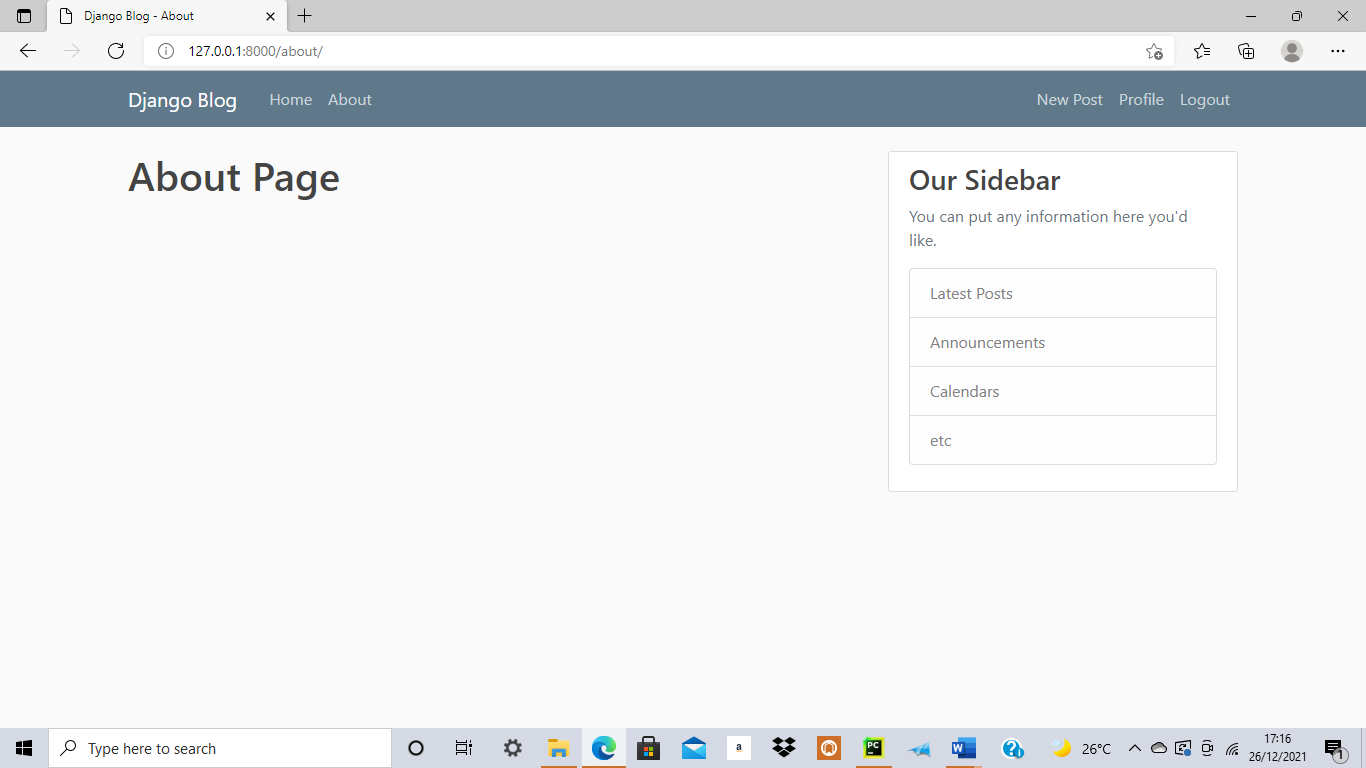 Django Blog - About
127.0.0.1:8000/about/
Django Blog Home About New Post Profile Logout
About Page
Our Sidebar
You can put any information here you'd
like.
Latest Posts
Announcements
Calendars
etc
Type here to search
a
PC
W
26°C
17:16
26/12/2021
1